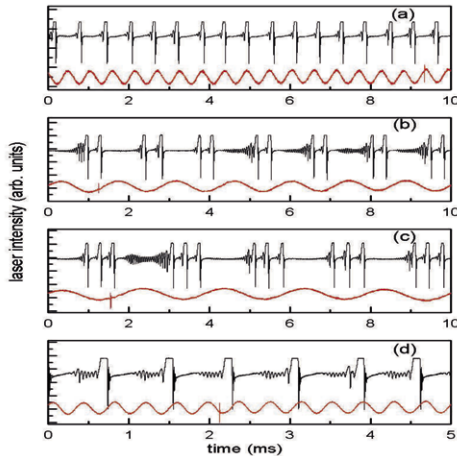 (a)
0 2 4 6 8 10
(b)
0 2 4 6 8 10
(c)
0 2 4 6 8 10
(d)
0 1 2 3 4 5
time (ms)
laser intensity (arb. units)